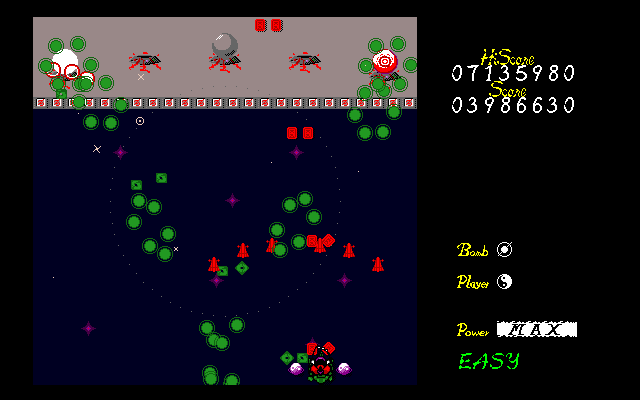 HiScore
07135980
Score
03986630
Bomb
Player
Power MAX
EASY